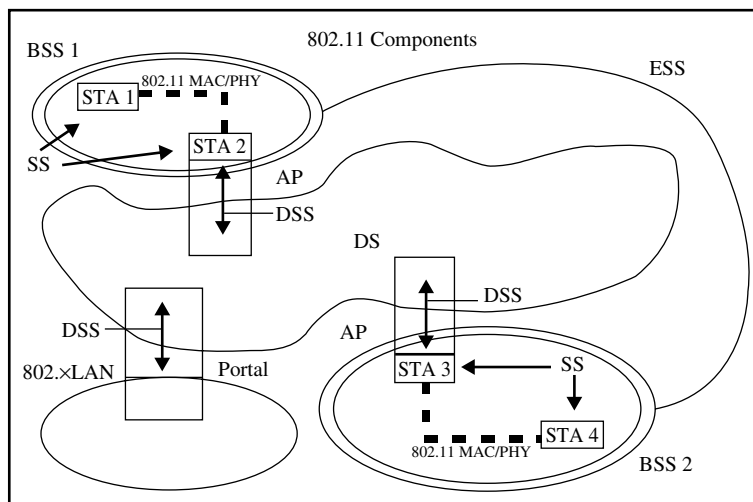 802.11 Components
BSS 1
ESS
802.11 MAC/PHY
STA 1
STA 2
SS
AP
DSS
DS
DSS
DSS
AP
802.×LAN
Portal
STA 3
SS
STA 4
802.11 MAC/PHY
BSS 2